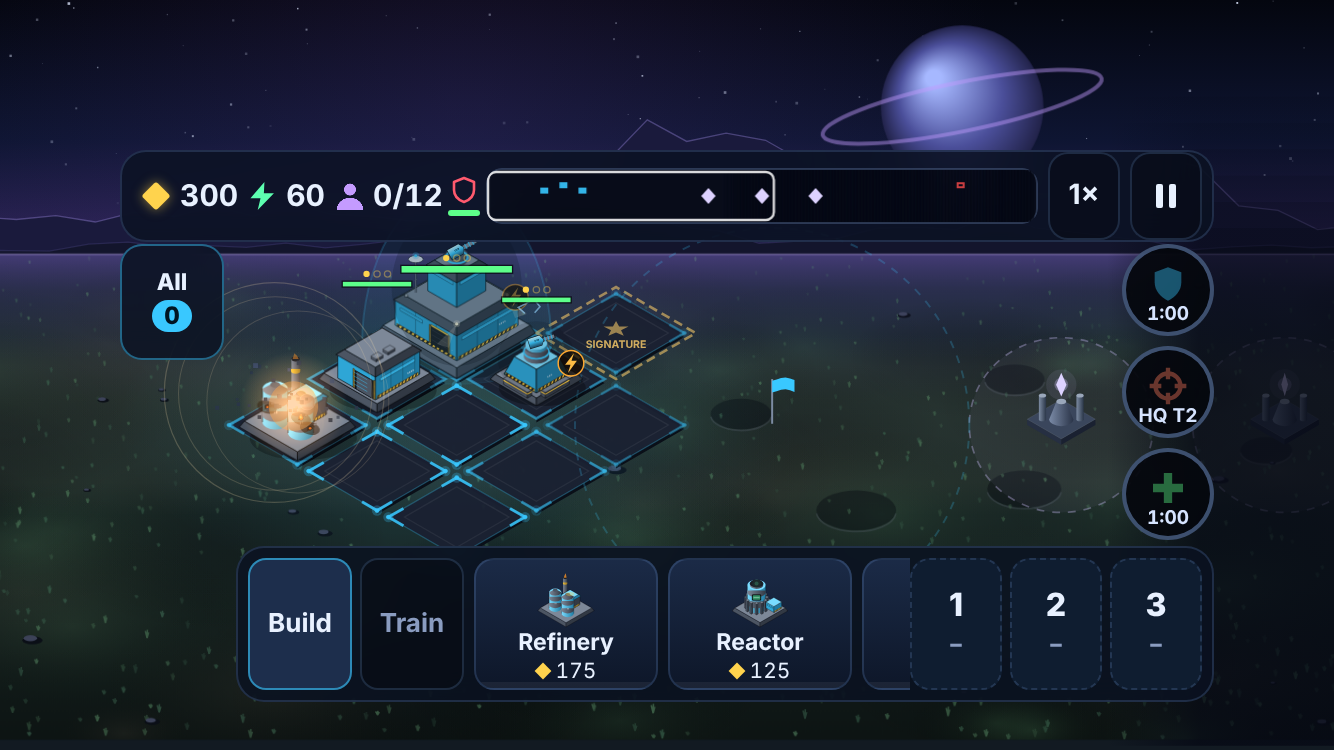 300 60 0/12 1×
All
0
1:00
SIGNATURE
HQ T2
1:00
Build Train Refinery Reactor 1 2 3
175 125 – – –